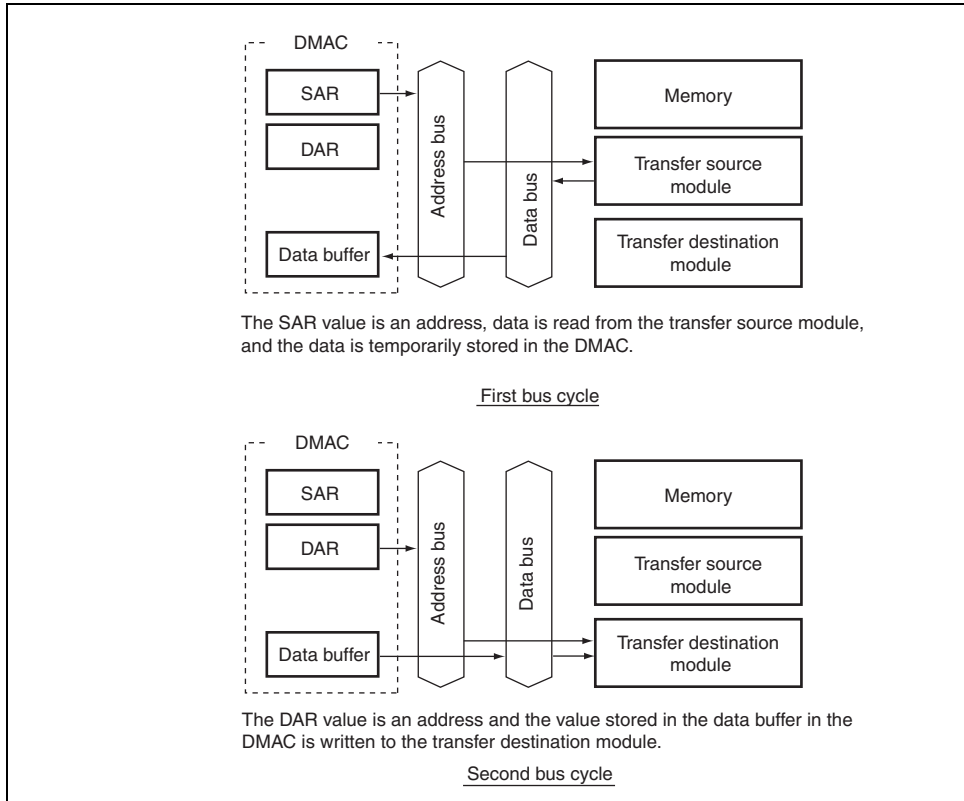 DMAC
SAR
DAR
Data buffer
Address bus
Data bus
Memory
Transfer source
module
Transfer destination
module
The SAR value is an address, data is read from the transfer source module,
and the data is temporarily stored in the DMAC.
First bus cycle
DMAC
SAR
DAR
Data buffer
Address bus
Data bus
Memory
Transfer source
module
Transfer destination
module
The DAR value is an address and the value stored in the data buffer in the
DMAC is written to the transfer destination module.
Second bus cycle